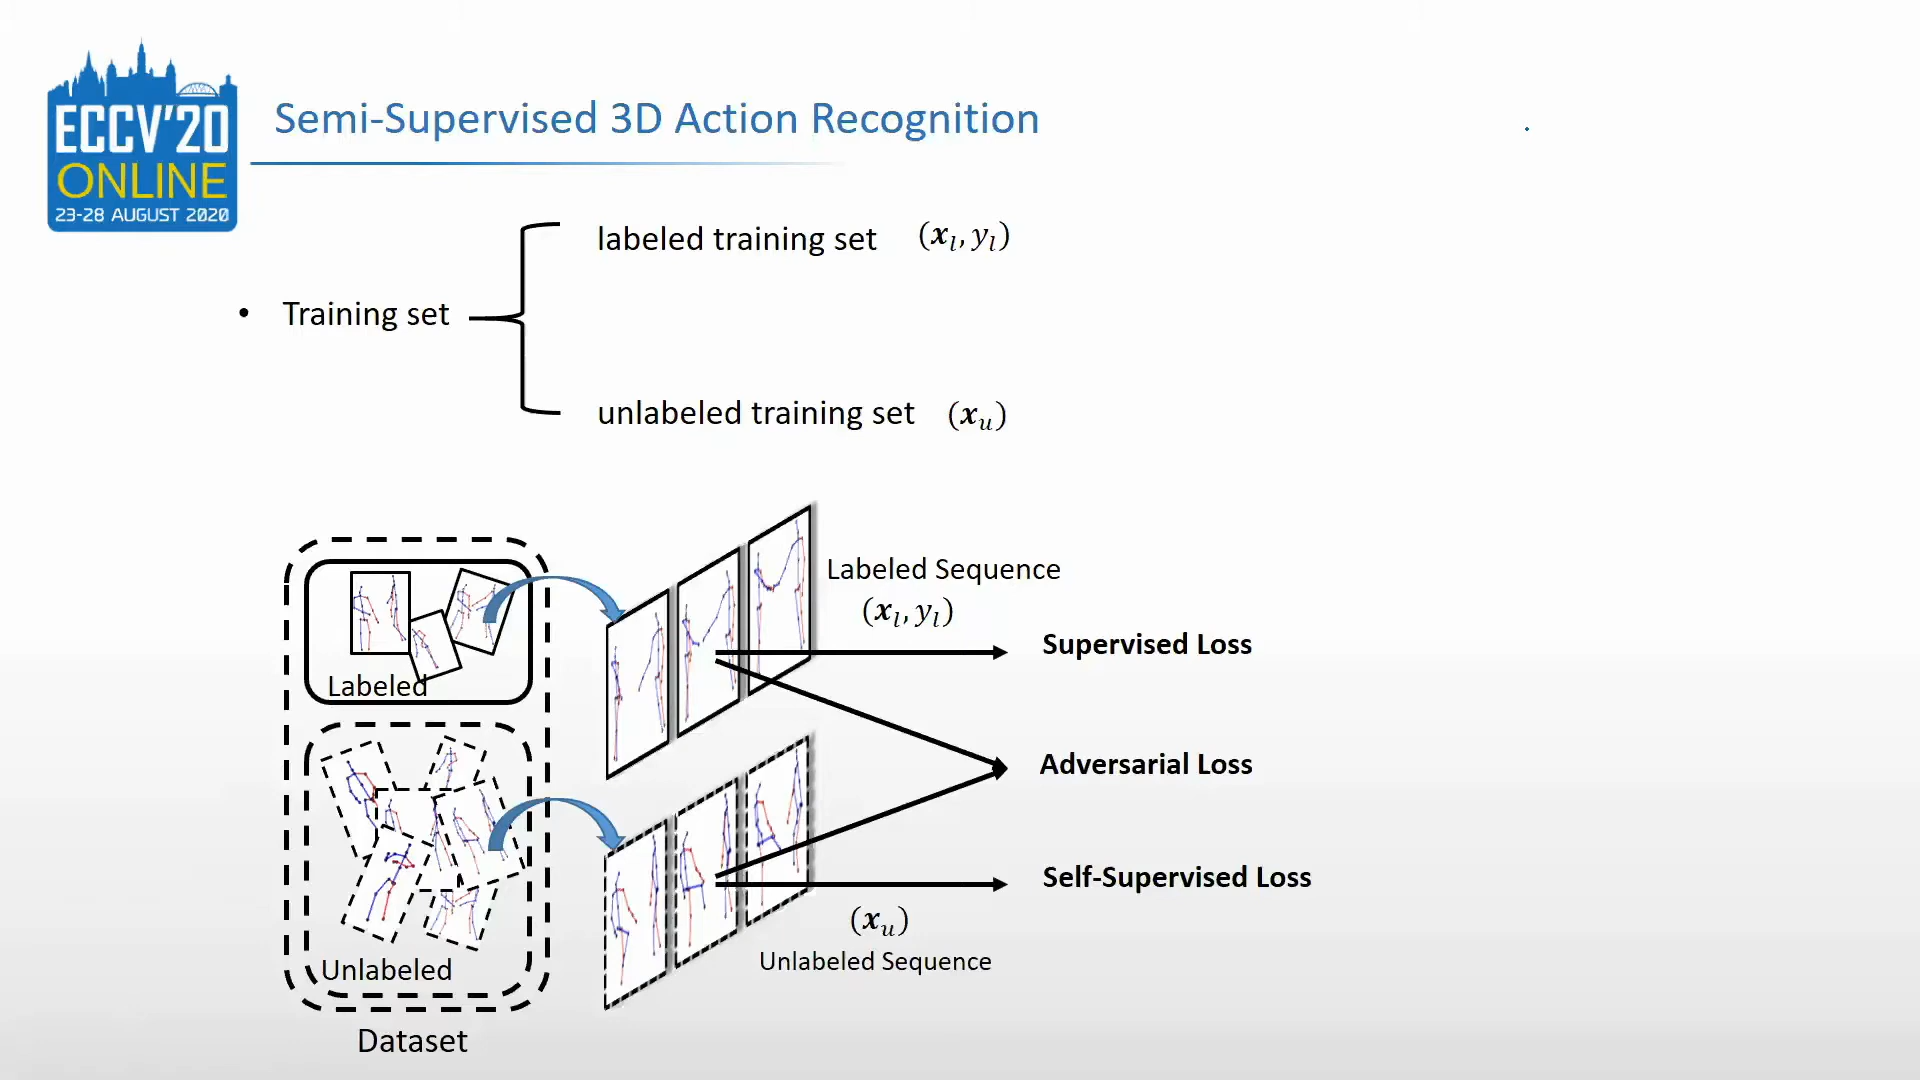 ECCV'20
ONLINE
23-28 AUGUST 2020
Semi-Supervised 3D Action Recognition
labeled training set (x_l, y_l)
• Training set
unlabeled training set (x_u)
Labeled Sequence
(x_l, y_l)
Supervised Loss
Labeled
Adversarial Loss
Self-Supervised Loss
(x_u)
Unlabeled Sequence
Unlabeled
Dataset